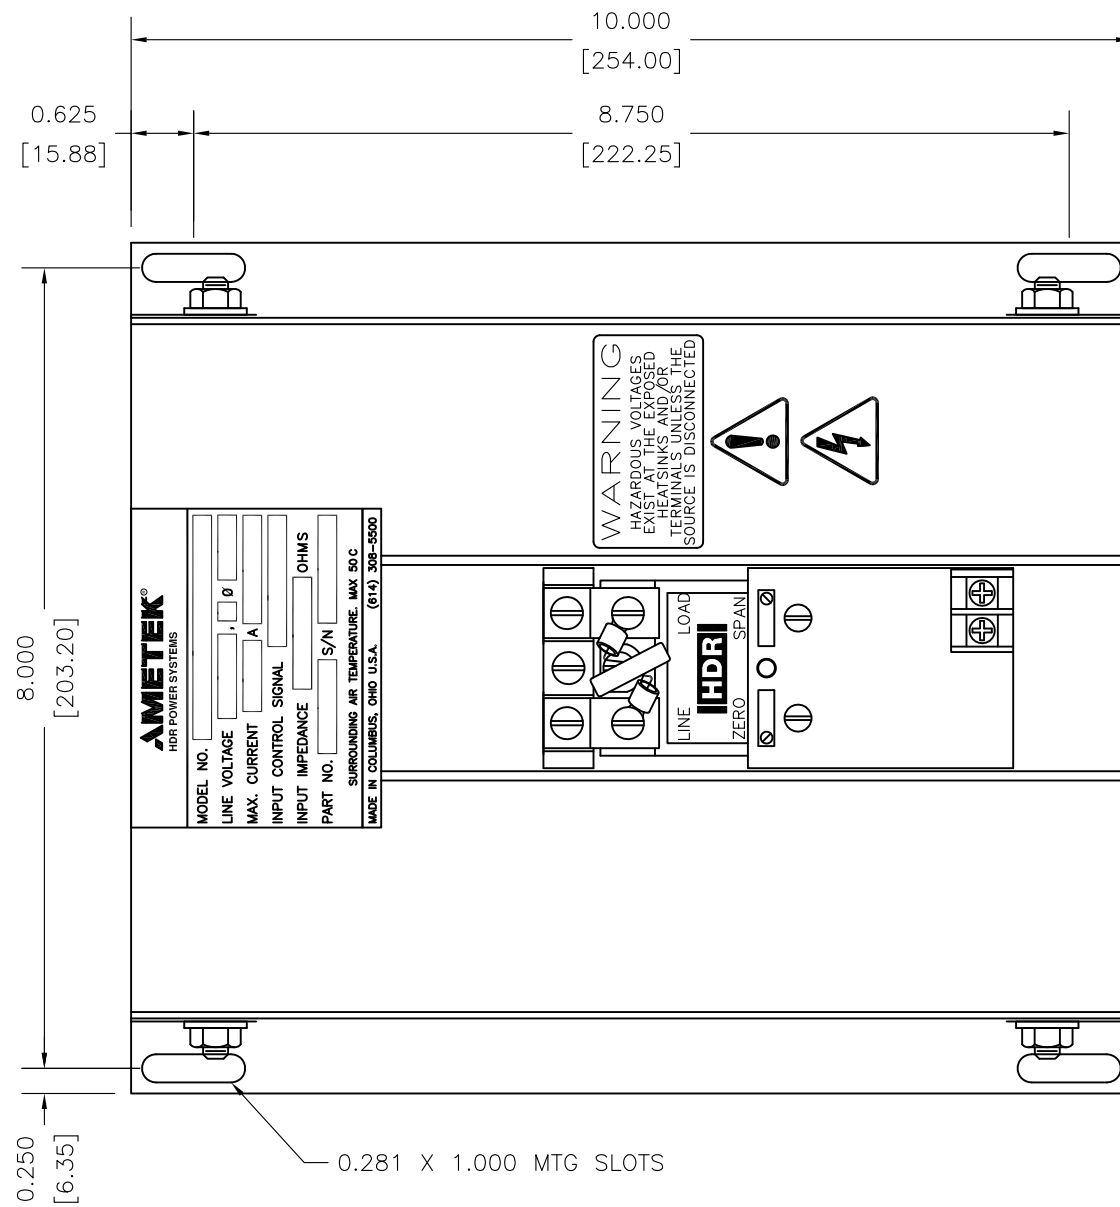 10.000
[254.00]
0.625
[15.88]
8.750
[222.25]
8.000
[203.20]
WARNING
HAZARDOUS VOLTAGES
EXIST AT THE EXPOSED
HEATSINKS AND/OR
TERMINALS UNLESS THE
SOURCE IS DISCONNECTED
AMETEK®
HDR POWER SYSTEMS
MODEL NO.
LINE VOLTAGE , Ø
MAX. CURRENT A
INPUT CONTROL SIGNAL
INPUT IMPEDANCE OHMS
PART NO. S/N
SURROUNDING AIR TEMPERATURE. MAX 50 C
MADE IN COLUMBUS, OHIO U.S.A. (614) 308-5500
LINE LOAD
HDR
ZERO SPAN
0.250
[6.35]
0.281 X 1.000 MTG SLOTS